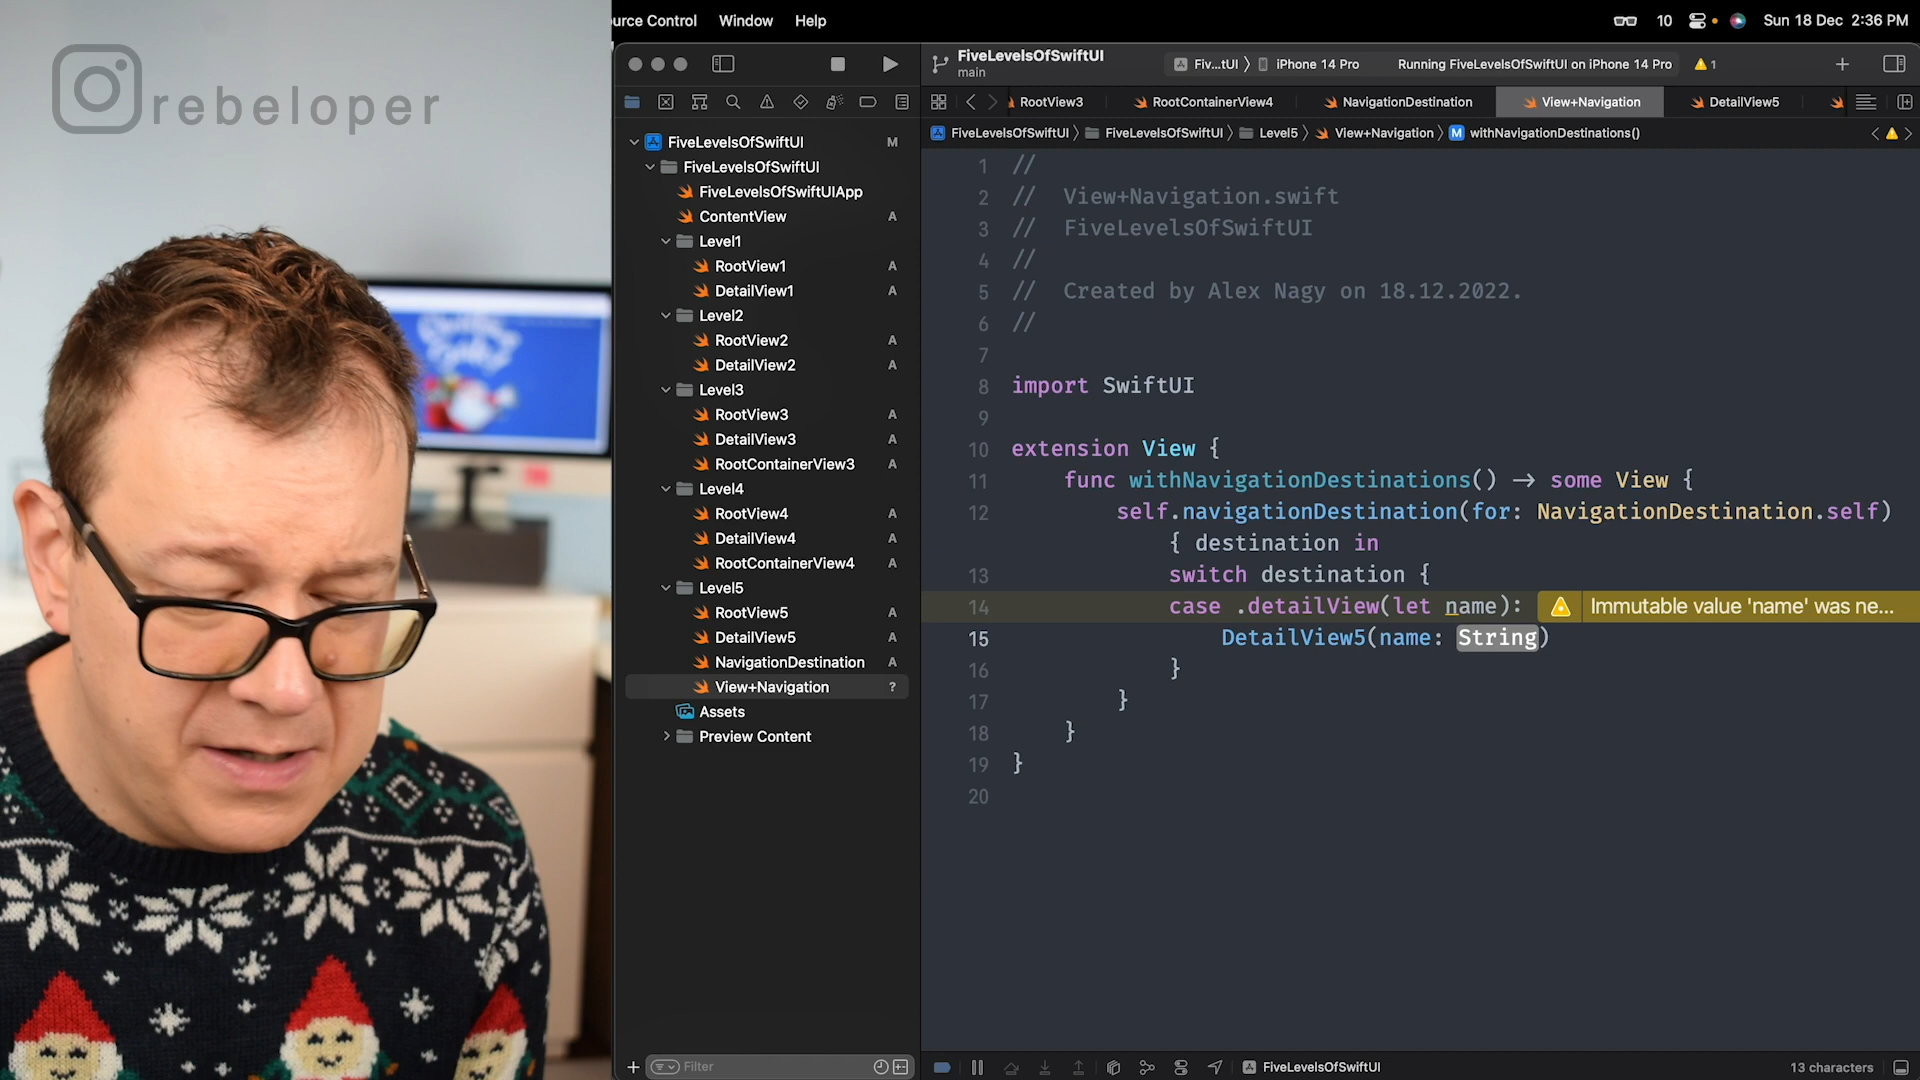 rebeloper
urce Control Window Help
10
Sun 18 Dec 2:36 PM
FiveLevelsOfSwiftUI
main
Fiv...tUI
iPhone 14 Pro
Running FiveLevelsOfSwiftUI on iPhone 14 Pro
1
RootView3
RootContainerView4
NavigationDestination
View+Navigation
DetailView5
FiveLevelsOfSwiftUI
FiveLevelsOfSwiftUI
Level5
View+Navigation
M withNavigationDestinations()
FiveLevelsOfSwiftUI M
FiveLevelsOfSwiftUI
FiveLevelsOfSwiftUIApp
ContentView A
Level1
RootView1 A
DetailView1 A
Level2
RootView2 A
DetailView2 A
Level3
RootView3 A
DetailView3 A
RootContainerView3 A
Level4
RootView4 A
DetailView4 A
RootContainerView4 A
Level5
RootView5 A
DetailView5 A
NavigationDestination A
View+Navigation ?
Assets
Preview Content
Filter
1 //
2 // View+Navigation.swift
3 // FiveLevelsOfSwiftUI
4 //
5 // Created by Alex Nagy on 18.12.2022.
6 //
7
8 import SwiftUI
9
10 extension View {
11 func withNavigationDestinations() -> some View {
12 self.navigationDestination(for: NavigationDestination.self)
{ destination in
13 switch destination {
14 case .detailView(let name): Immutable value 'name' was ne...
15 DetailView5(name: String)
16 }
17 }
18 }
19 }
20
FiveLevelsOfSwiftUI
13 characters